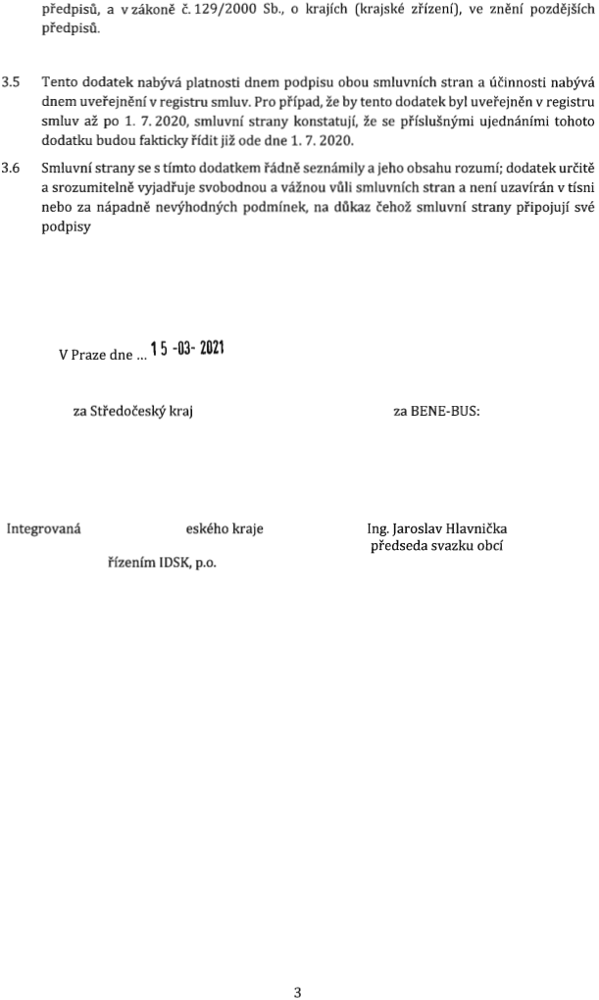 předpisů, a v zákoně č. 129/2000 Sb., o krajích (krajské zřízení), ve znění pozdějších
předpisů.
3.5 Tento dodatek nabývá platnosti dnem podpisu obou smluvních stran a účinnosti nabývá
dnem uveřejnění v registru smluv. Pro případ, že by tento dodatek byl uveřejněn v registru
smluv až po 1. 7. 2020, smluvní strany konstatují, že se příslušnými ujednáními tohoto
dodatku budou fakticky řídit již ode dne 1. 7. 2020.
3.6 Smluvní strany se s tímto dodatkem řádně seznámily a jeho obsahu rozumí; dodatek určitě
a srozumitelně vyjadřuje svobodnou a vážnou vůli smluvních stran a není uzavírán v tísni
nebo za nápadně nevýhodných podmínek, na důkaz čehož smluvní strany připojují své
podpisy
V Praze dne ... 15 -03- 2021
za Středočeský kraj za BENE-BUS:
Integrovaná eského kraje Ing. Jaroslav Hlavnička
předseda svazku obcí
řízením IDSK, p.o.
3